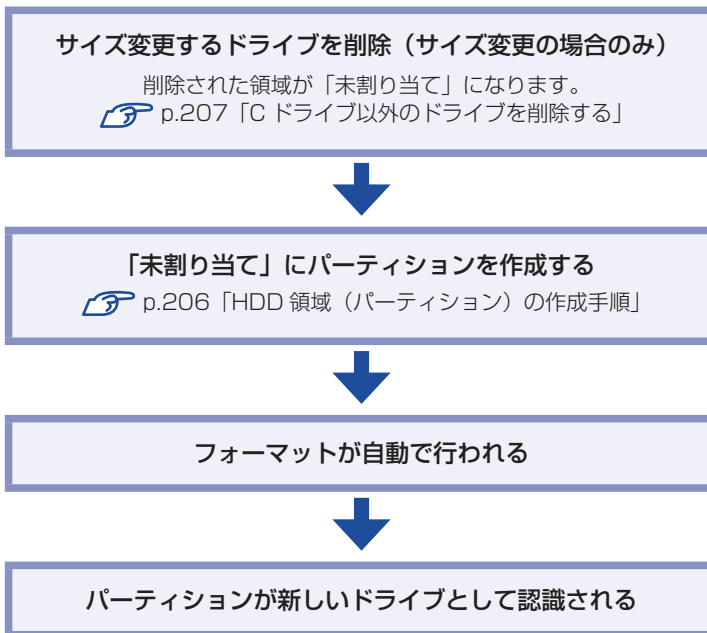 サイズ変更するドライブを削除（サイズ変更の場合のみ）
削除された領域が「未割り当て」になります。
p.207「C ドライブ以外のドライブを削除する」
「未割り当て」にパーティションを作成する
p.206「HDD 領域（パーティション）の作成手順」
フォーマットが自動で行われる
パーティションが新しいドライブとして認識される